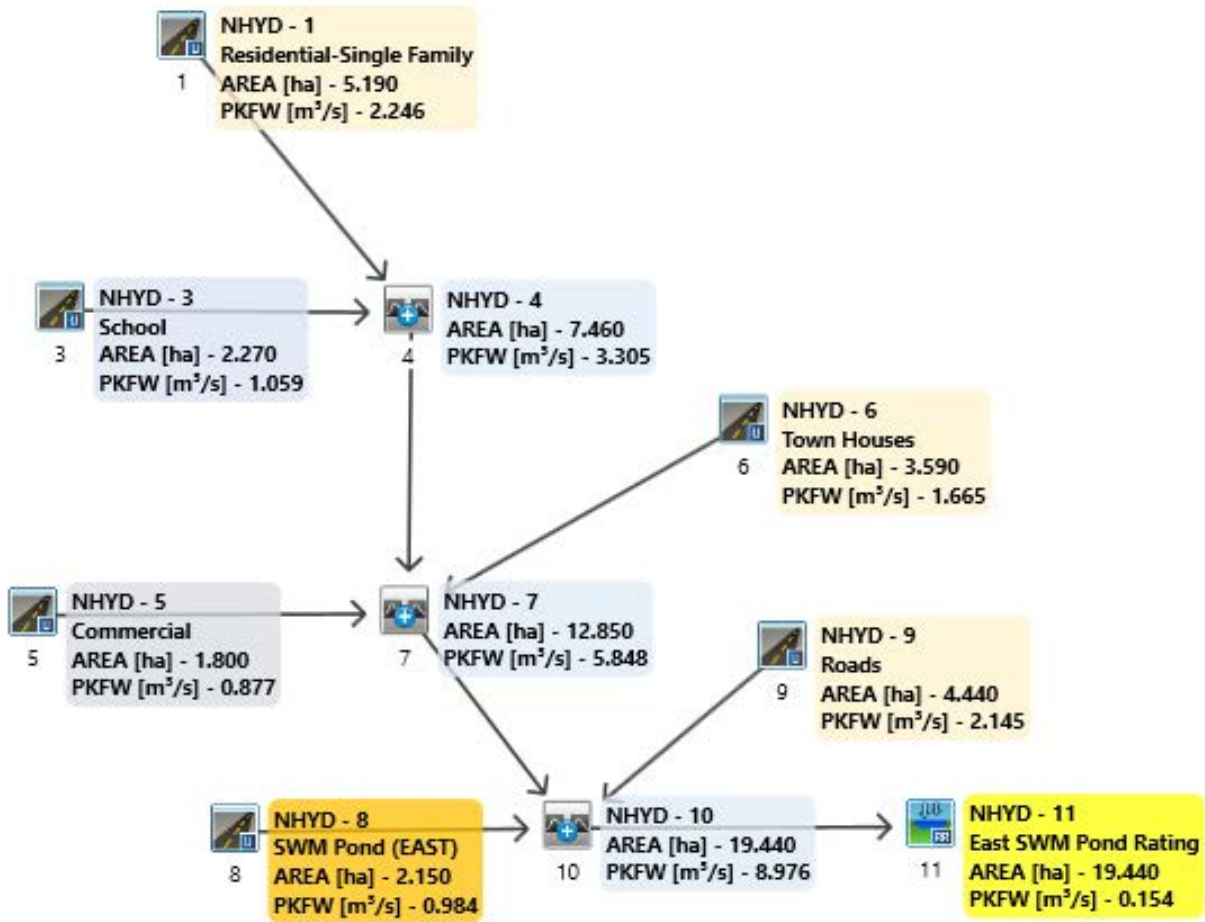 NHYD - 1
Residential-Single Family
AREA [ha] - 5.190
PKFW [m³/s] - 2.246
U
1
NHYD - 3
School
AREA [ha] - 2.270
PKFW [m³/s] - 1.059
U
3
NHYD - 4
AREA [ha] - 7.460
PKFW [m³/s] - 3.305
4
NHYD - 6
Town Houses
AREA [ha] - 3.590
PKFW [m³/s] - 1.665
U
6
NHYD - 5
Commercial
AREA [ha] - 1.800
PKFW [m³/s] - 0.877
U
5
NHYD - 7
AREA [ha] - 12.850
PKFW [m³/s] - 5.848
7
NHYD - 9
Roads
AREA [ha] - 4.440
PKFW [m³/s] - 2.145
U
9
NHYD - 8
SWM Pond (EAST)
AREA [ha] - 2.150
PKFW [m³/s] - 0.984
U
8
NHYD - 10
AREA [ha] - 19.440
PKFW [m³/s] - 8.976
10
NHYD - 11
East SWM Pond Rating
AREA [ha] - 19.440
PKFW [m³/s] - 0.154
RR
11